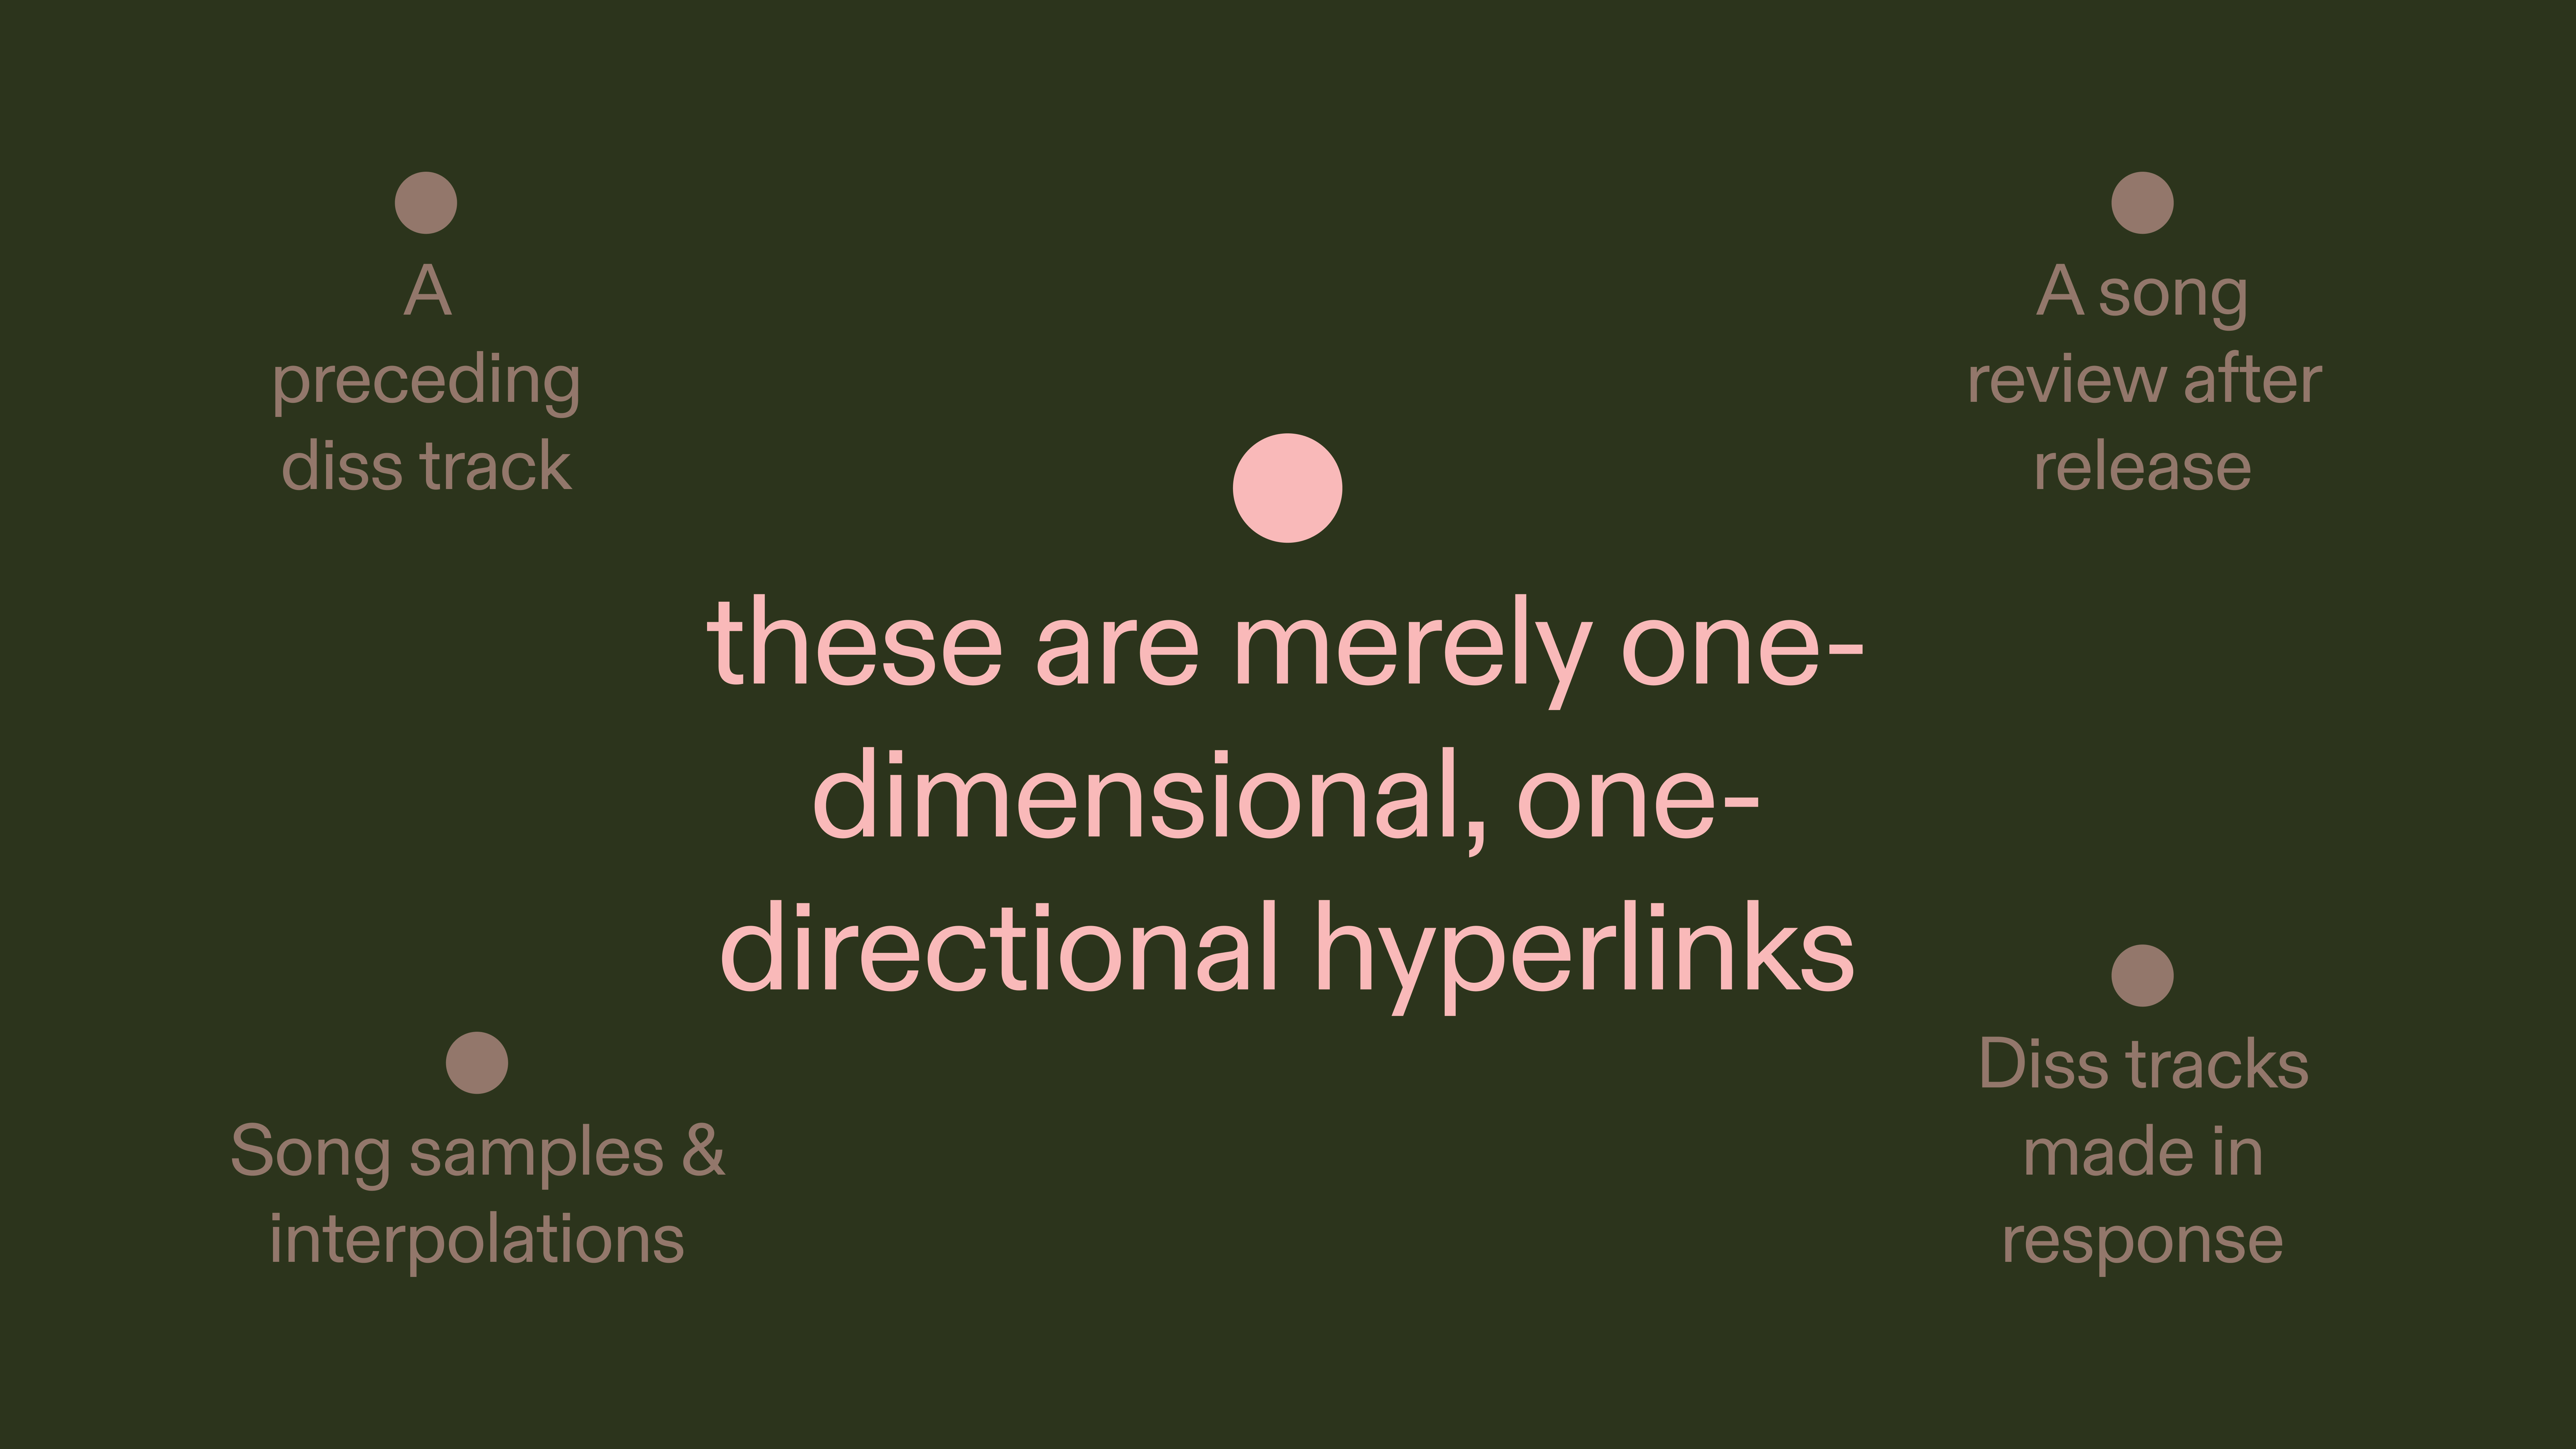 A
preceding
diss track
A song
review after
release
these are merely one-
dimensional, one-
directional hyperlinks
Song samples &
interpolations
Diss tracks
made in
response